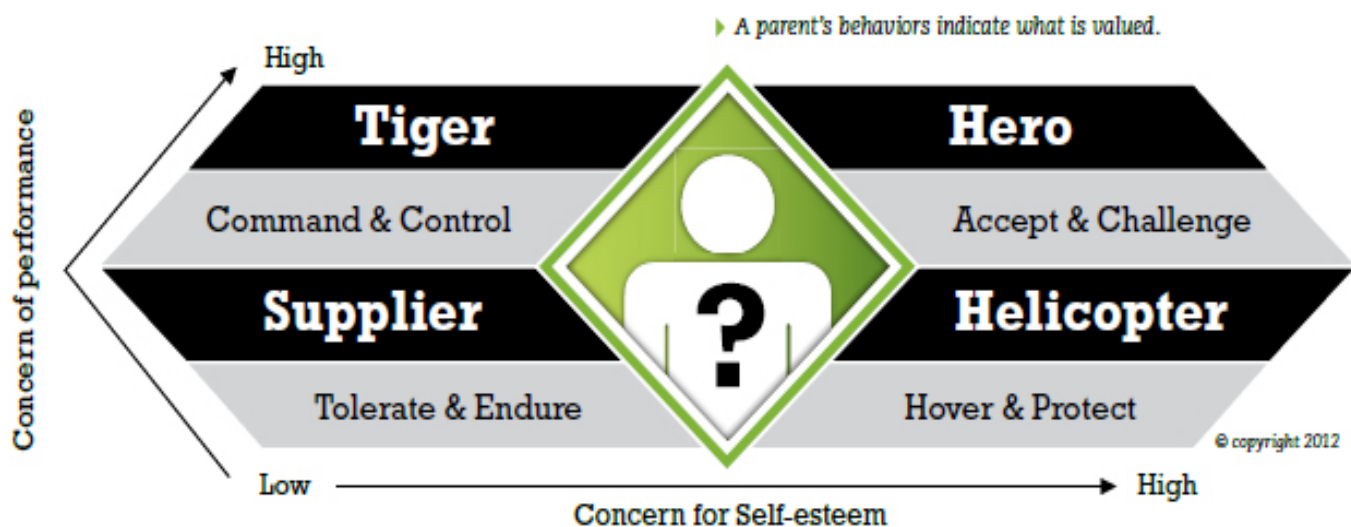 A parent's behaviors indicate what is valued.
High
Tiger
Hero
Command & Control
Accept & Challenge
Concern of performance
Supplier
?
Helicopter
Tolerate & Endure
Hover & Protect
© copyright 2012
Low
High
Concern for Self-esteem